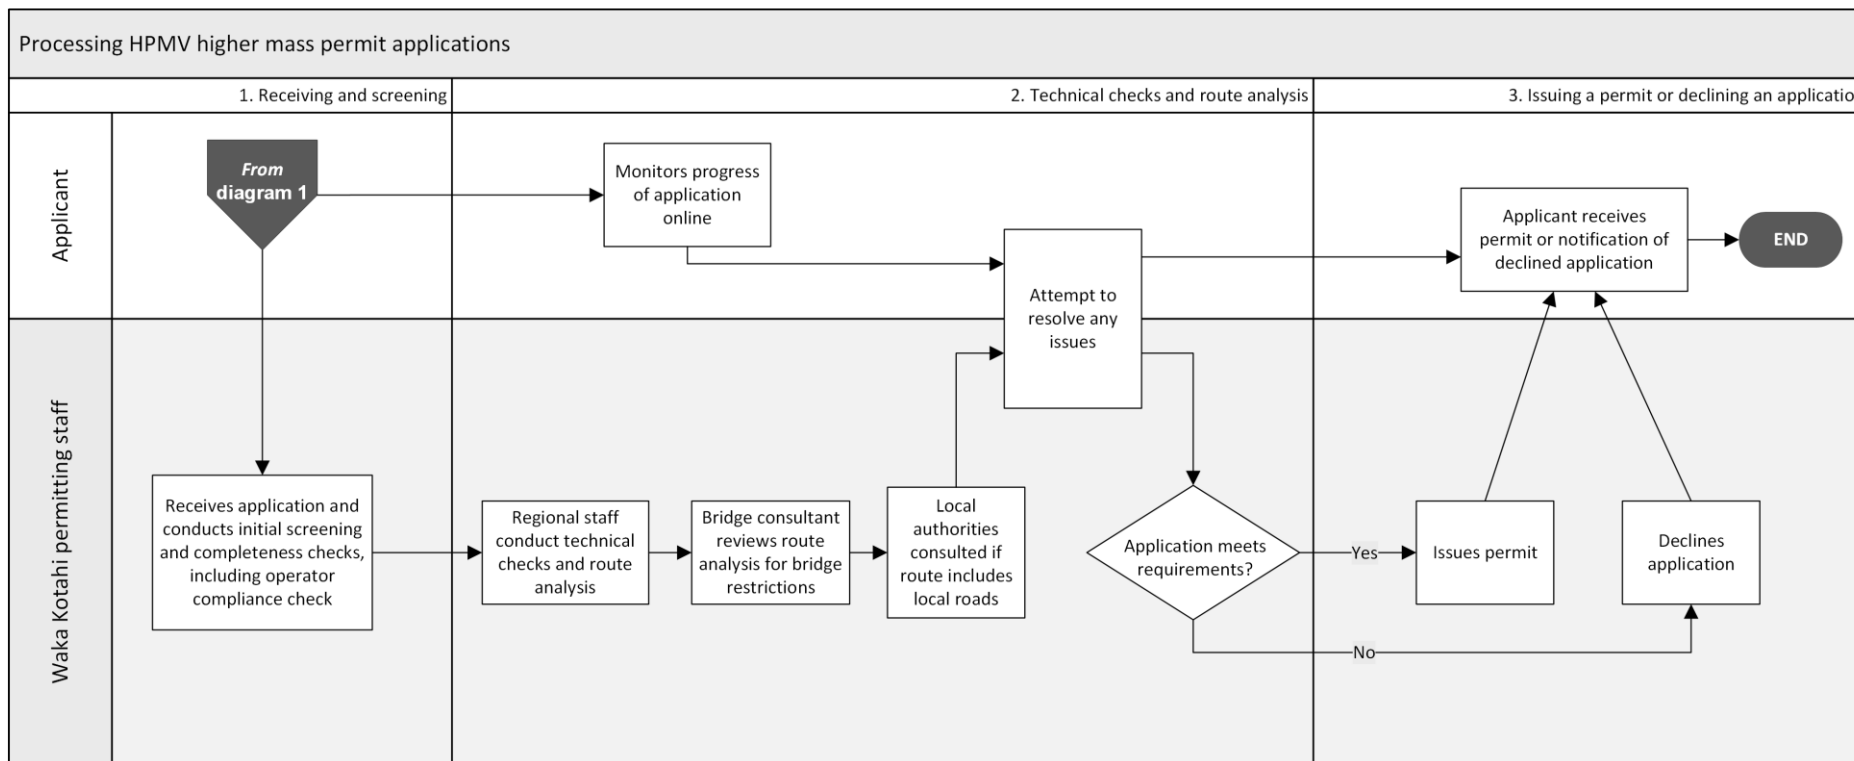 Processing HPMV higher mass permit applications
1. Receiving and screening
2. Technical checks and route analysis
3. Issuing a permit or declining an applicatio
Applicant
From
diagram 1
Monitors progress
of application
online
Attempt to
resolve any
issues
Applicant receives
permit or notification of
declined application
END
Waka Kotahi permitting staff
Receives application and
conducts initial screening
and completeness checks,
including operator
compliance check
Regional staff
conduct technical
checks and route
analysis
Bridge consultant
reviews route
analysis for bridge
restrictions
Local
authorities
consulted if
route includes
local roads
Application meets
requirements?
Yes
Issues permit
Declines
application
No